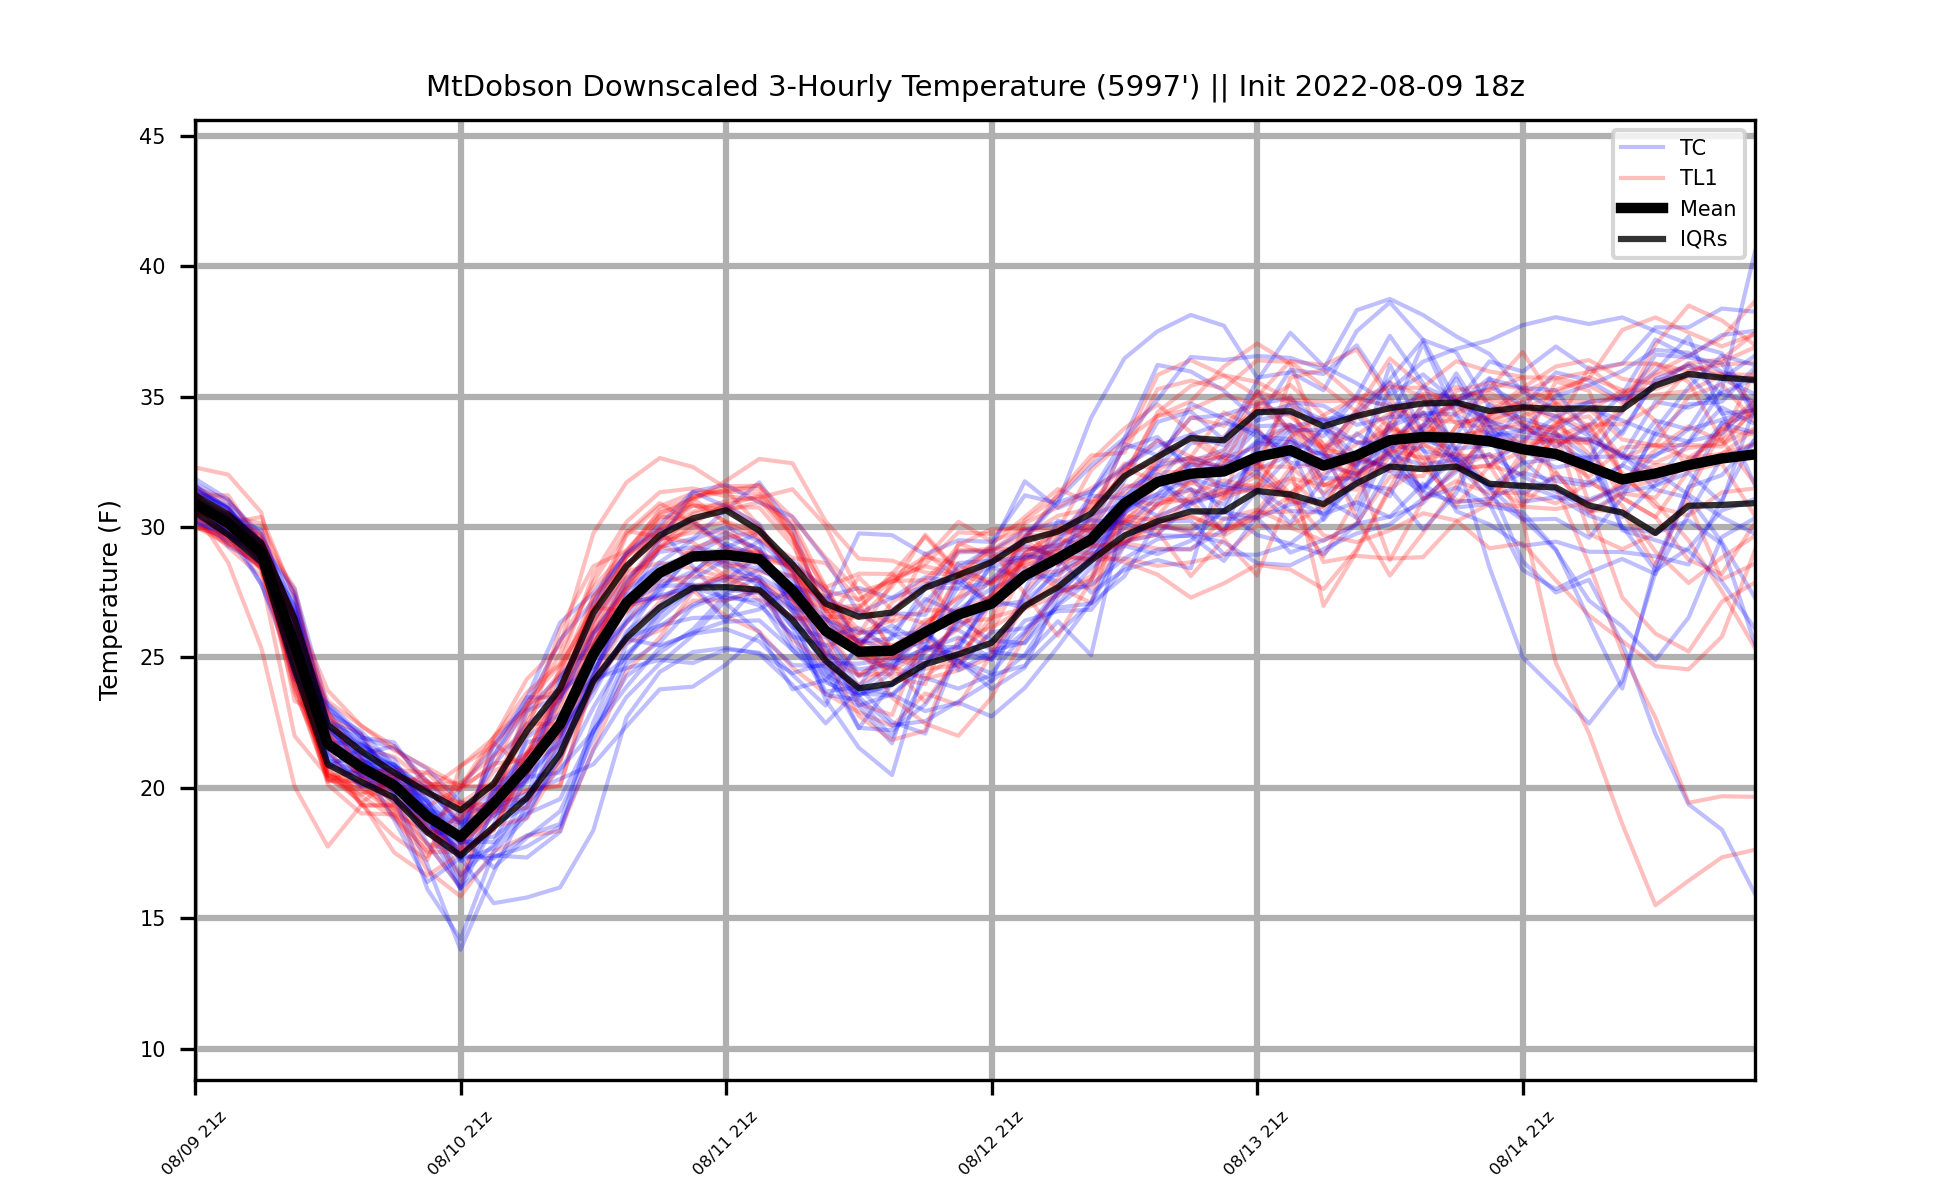 MtDobson Downscaled 3-Hourly Temperature (5997') || Init 2022-08-09 18z
TC
TL1
Mean
IQRs
Temperature (F)
45
40
35
30
25
20
15
10
08/09 21z
08/10 21z
08/11 21z
08/12 21z
08/13 21z
08/14 21z